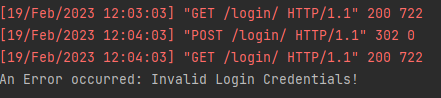 [19/Feb/2023 12:03:03] "GET /login/ HTTP/1.1" 200 722
[19/Feb/2023 12:04:03] "POST /login/ HTTP/1.1" 302 0
[19/Feb/2023 12:04:03] "GET /login/ HTTP/1.1" 200 722
An Error occurred: Invalid Login Credentials!